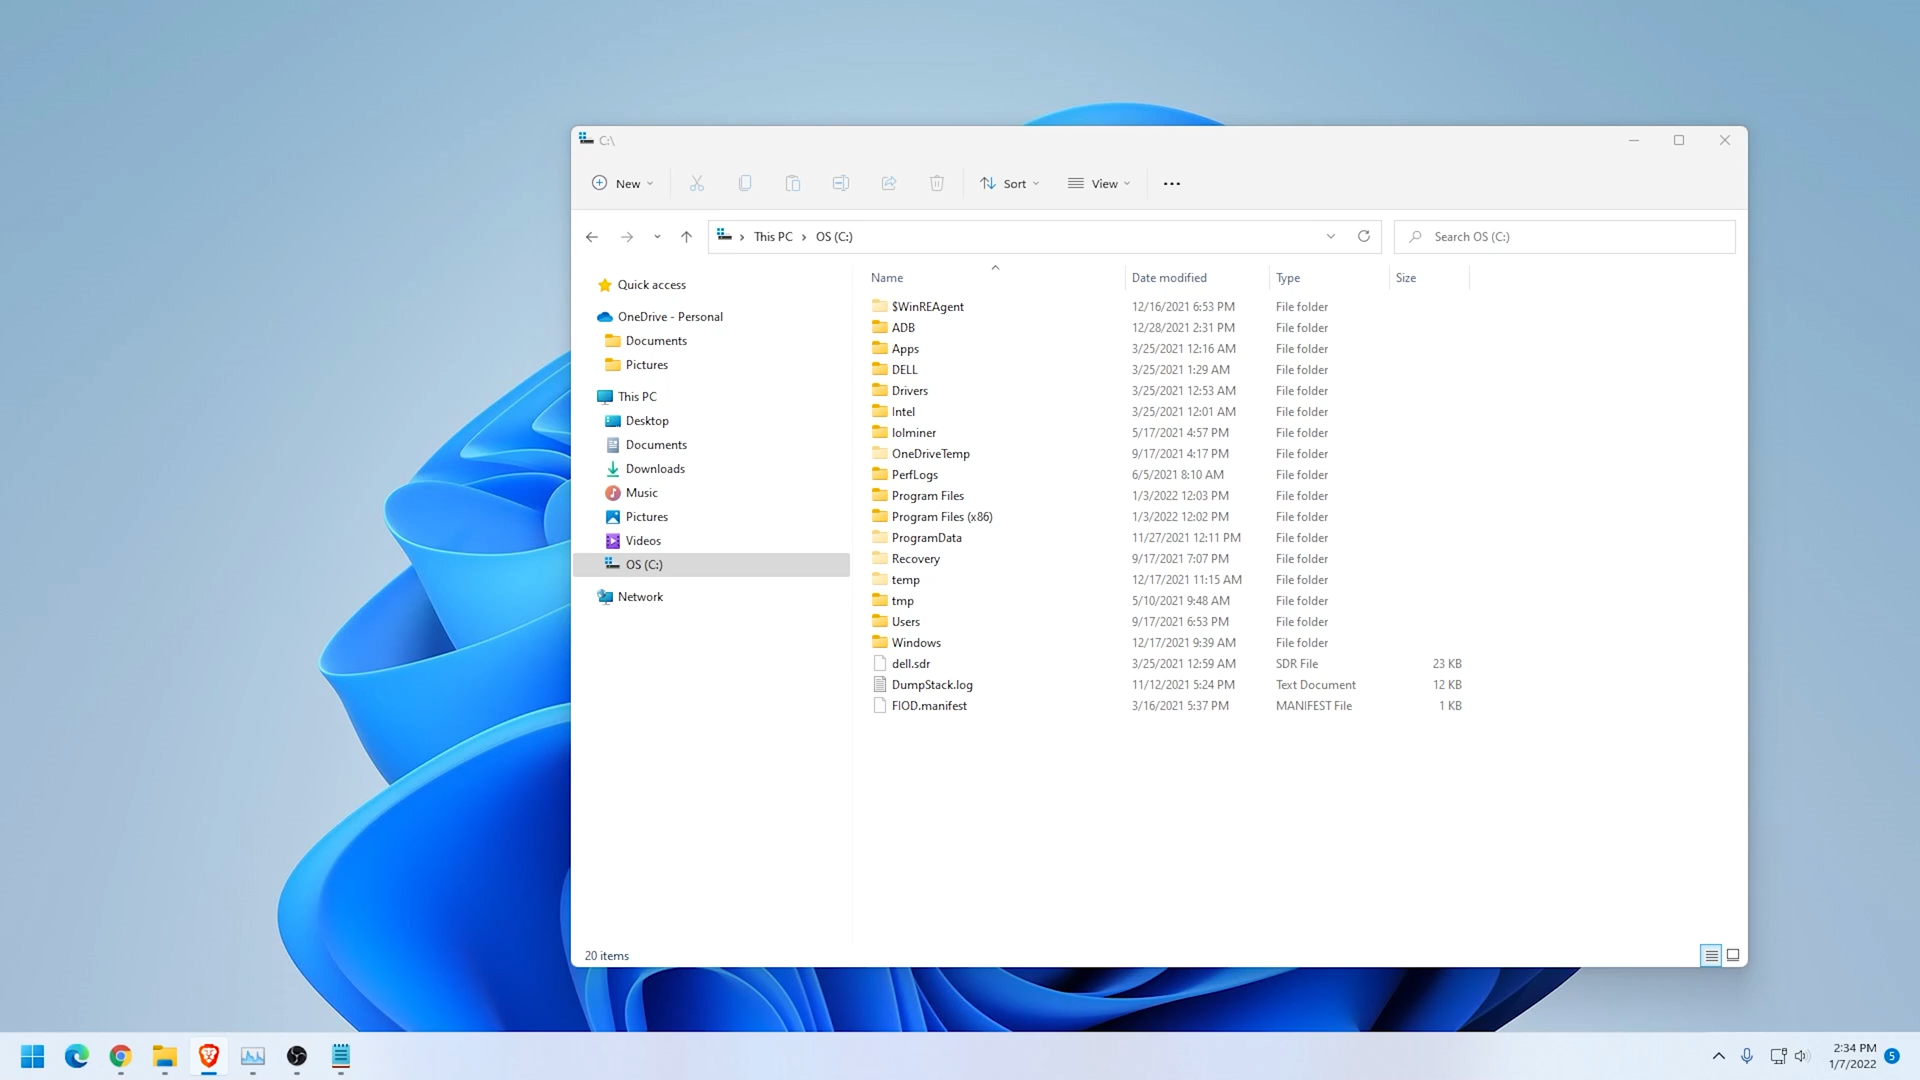 C:\
New Sort View
This PC OS (C:) Search OS (C:)
Quick access
OneDrive - Personal
Documents
Pictures
This PC
Desktop
Documents
Downloads
Music
Pictures
Videos
OS (C:)
Network
Name Date modified Type Size
$WinREAgent 12/16/2021 6:53 PM File folder
ADB 12/28/2021 2:31 PM File folder
Apps 3/25/2021 12:16 AM File folder
DELL 3/25/2021 1:29 AM File folder
Drivers 3/25/2021 12:53 AM File folder
Intel 3/25/2021 12:01 AM File folder
lolminer 5/17/2021 4:57 PM File folder
OneDriveTemp 9/17/2021 4:17 PM File folder
PerfLogs 6/5/2021 8:10 AM File folder
Program Files 1/3/2022 12:03 PM File folder
Program Files (x86) 1/3/2022 12:02 PM File folder
ProgramData 11/27/2021 12:11 PM File folder
Recovery 9/17/2021 7:07 PM File folder
temp 12/17/2021 11:15 AM File folder
tmp 5/10/2021 9:48 AM File folder
Users 9/17/2021 6:53 PM File folder
Windows 12/17/2021 9:39 AM File folder
dell.sdr 3/25/2021 12:59 AM SDR File 23 KB
DumpStack.log 11/12/2021 5:24 PM Text Document 12 KB
FIOD.manifest 3/16/2021 5:37 PM MANIFEST File 1 KB
20 items
2:34 PM
1/7/2022 5